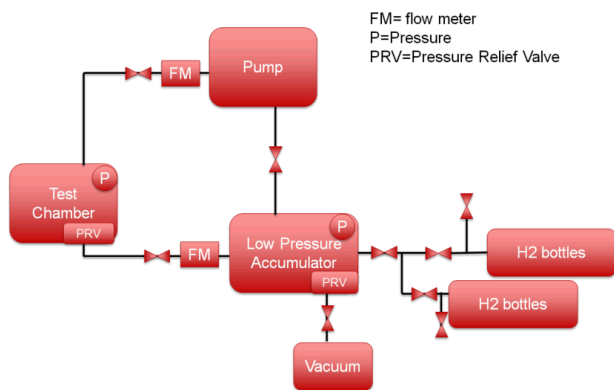 FM= flow meter
P=Pressure
PRV=Pressure Relief Valve
Pump
FM
P
Test
Chamber
PRV
FM
P
Low Pressure
Accumulator
PRV
H2 bottles
H2 bottles
Vacuum